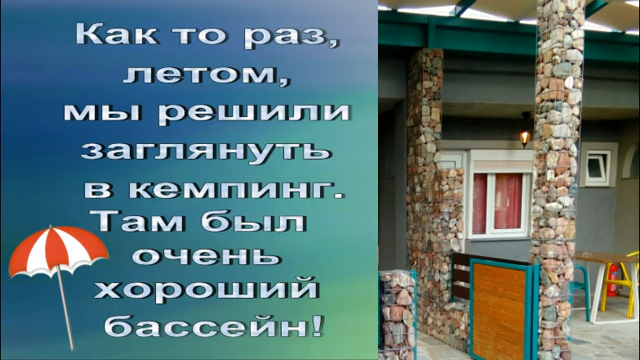 Как то раз,
летом,
мы решили
заглянуть
в кемпинг.
Там был
очень
хороший
бассейн!